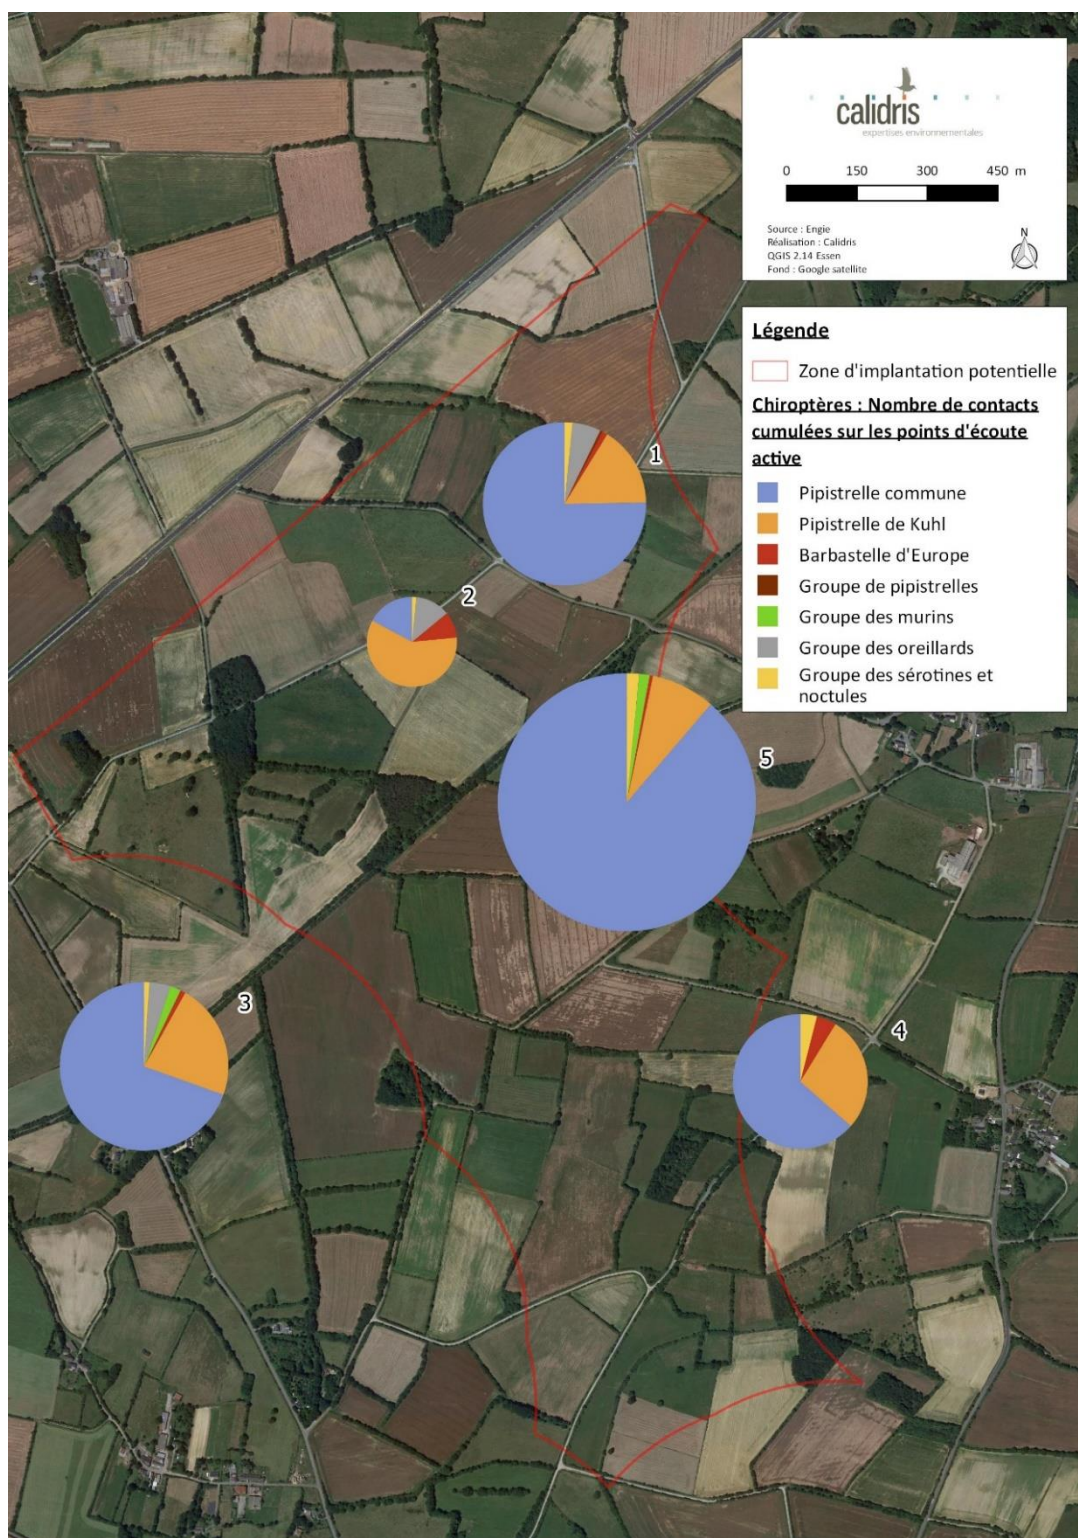 calidris
expertises environnementales
0 150 300 450 m
Source : Engie
Réalisation : Calidris
QGIS 2.14 Essen
Fond : Google satellite
N
Légende
Zone d'implantation potentielle
Chiroptères : Nombre de contacts
cumulées sur les points d'écoute
active
Pipistrelle commune
Pipistrelle de Kuhl
Barbastelle d'Europe
Groupe de pipistrelles
Groupe des murins
Groupe des oreillards
Groupe des sérotines et
noctules
1
2
5
3
4